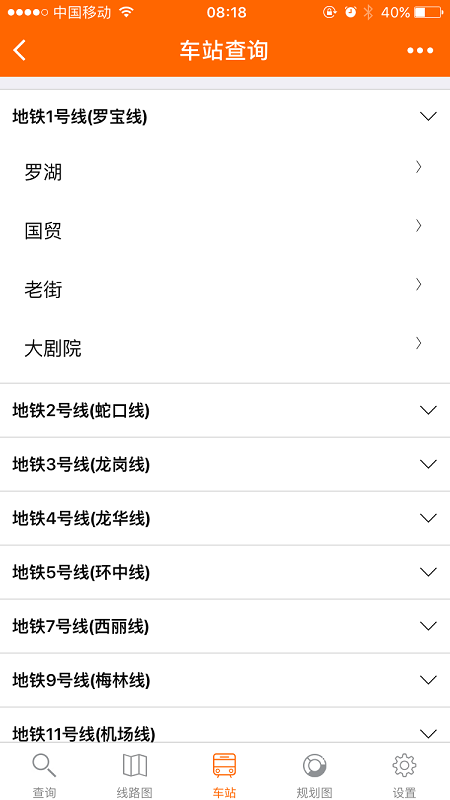 中国移动 08:18 40%
车站查询
地铁1号线(罗宝线)
罗湖
国贸
老街
大剧院
地铁2号线(蛇口线)
地铁3号线(龙岗线)
地铁4号线(龙华线)
地铁5号线(环中线)
地铁7号线(西丽线)
地铁9号线(梅林线)
地铁11号线(机场线)
查询 线路图 车站 规划图 设置